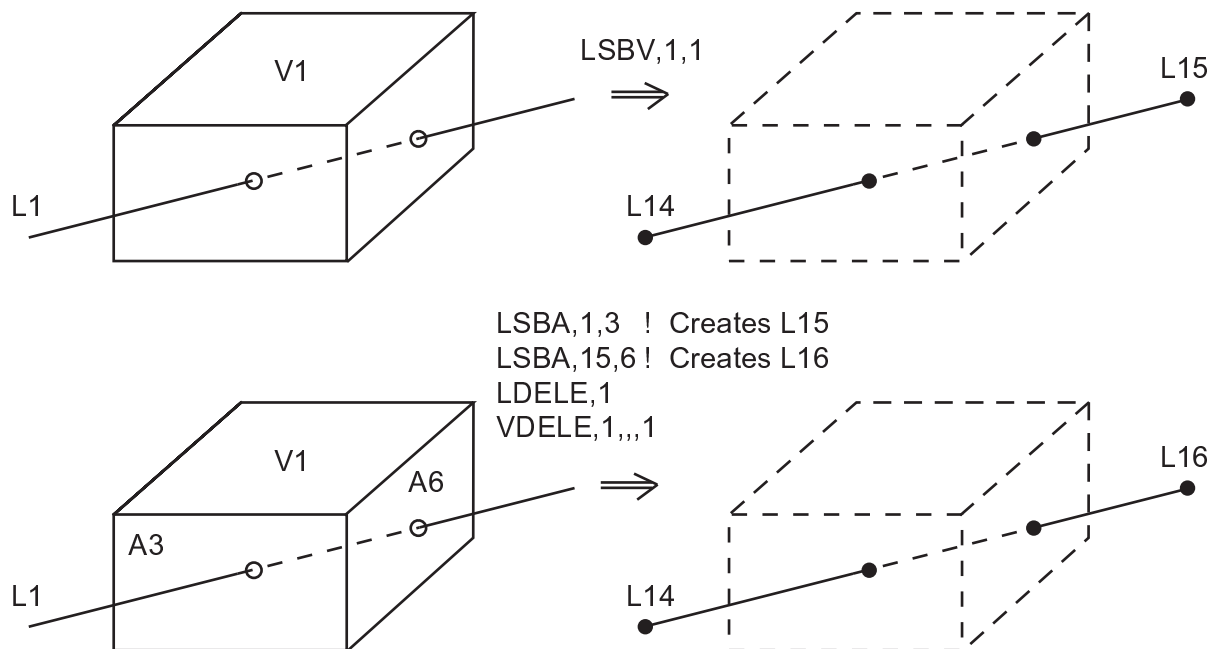 V1
LSBV,1,1
L15
L1
L14
LSBA,1,3 ! Creates L15
LSBA,15,6 ! Creates L16
LDELE,1
VDELE,1,,,1
V1
A6
L16
A3
L1
L14